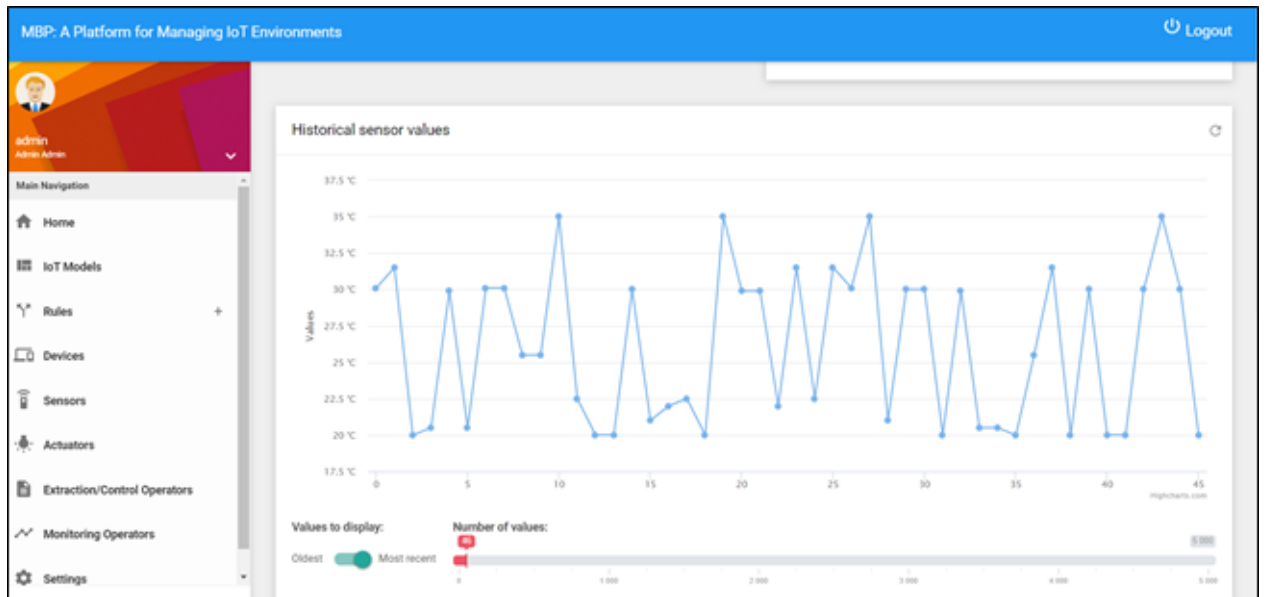 MBP: A Platform for Managing IoT Environments
Logout
admin
Admin Admin
Main Navigation
Home
IoT Models
Rules +
Devices
Sensors
Actuators
Extraction/Control Operators
Monitoring Operators
Settings
Historical sensor values
37.5 °C
35 °C
32.5 °C
30 °C
27.5 °C
25 °C
22.5 °C
20 °C
17.5 °C
Values
0 5 10 15 20 25 30 35 40 45
Highcharts.com
Values to display: Number of values:
5 000
Oldest Most recent
0 1 000 2 000 3 000 4 000 5 000